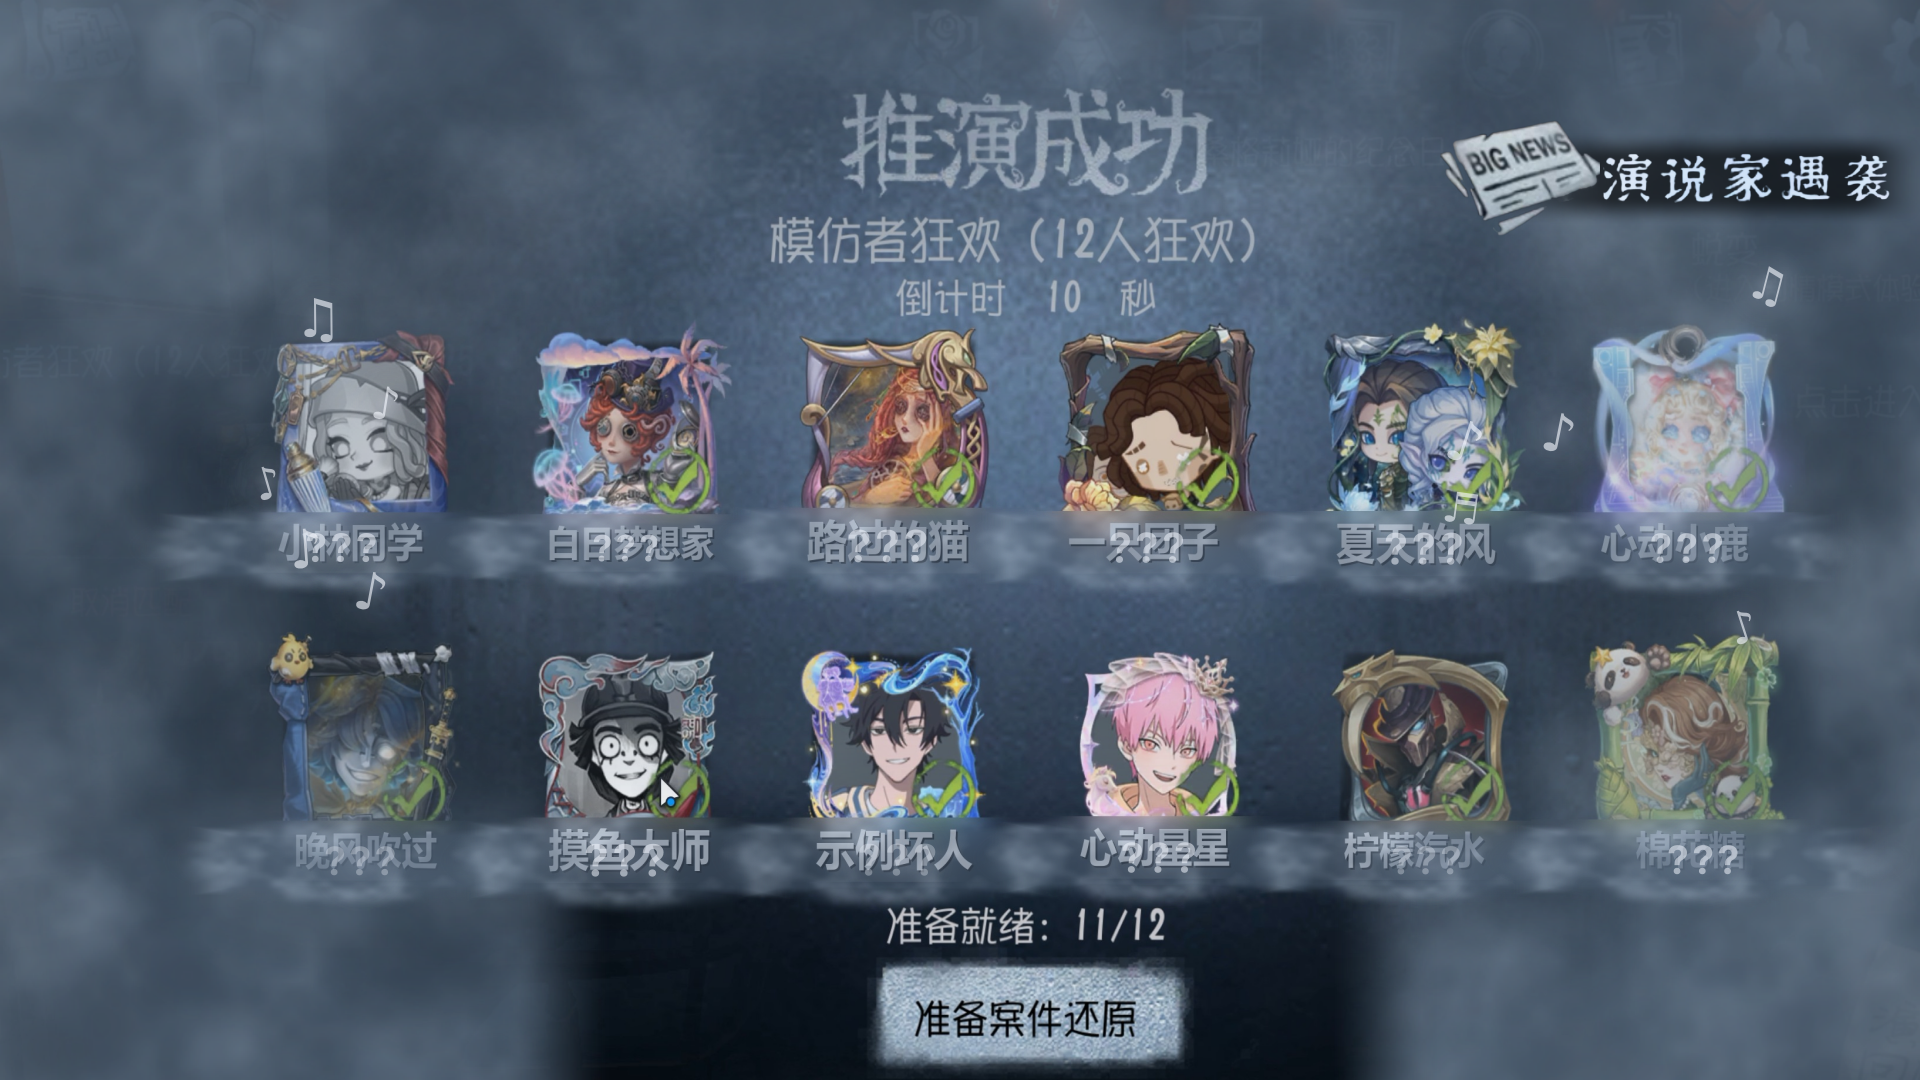 推演成功
BIG NEWS
演说家遇袭
模仿者狂欢（12人狂欢）
倒计时 10 秒
小林同学 ???
白日梦想家 ???
路过的猫 ???
一只团子 ???
夏天的风 ???
心动小鹿 ???
晚风吹过 ???
摸鱼大师 ???
示例坏人 ???
心动星星 ???
柠檬汽水 ???
棉花糖 ???
准备就绪：11/12
准备案件还原